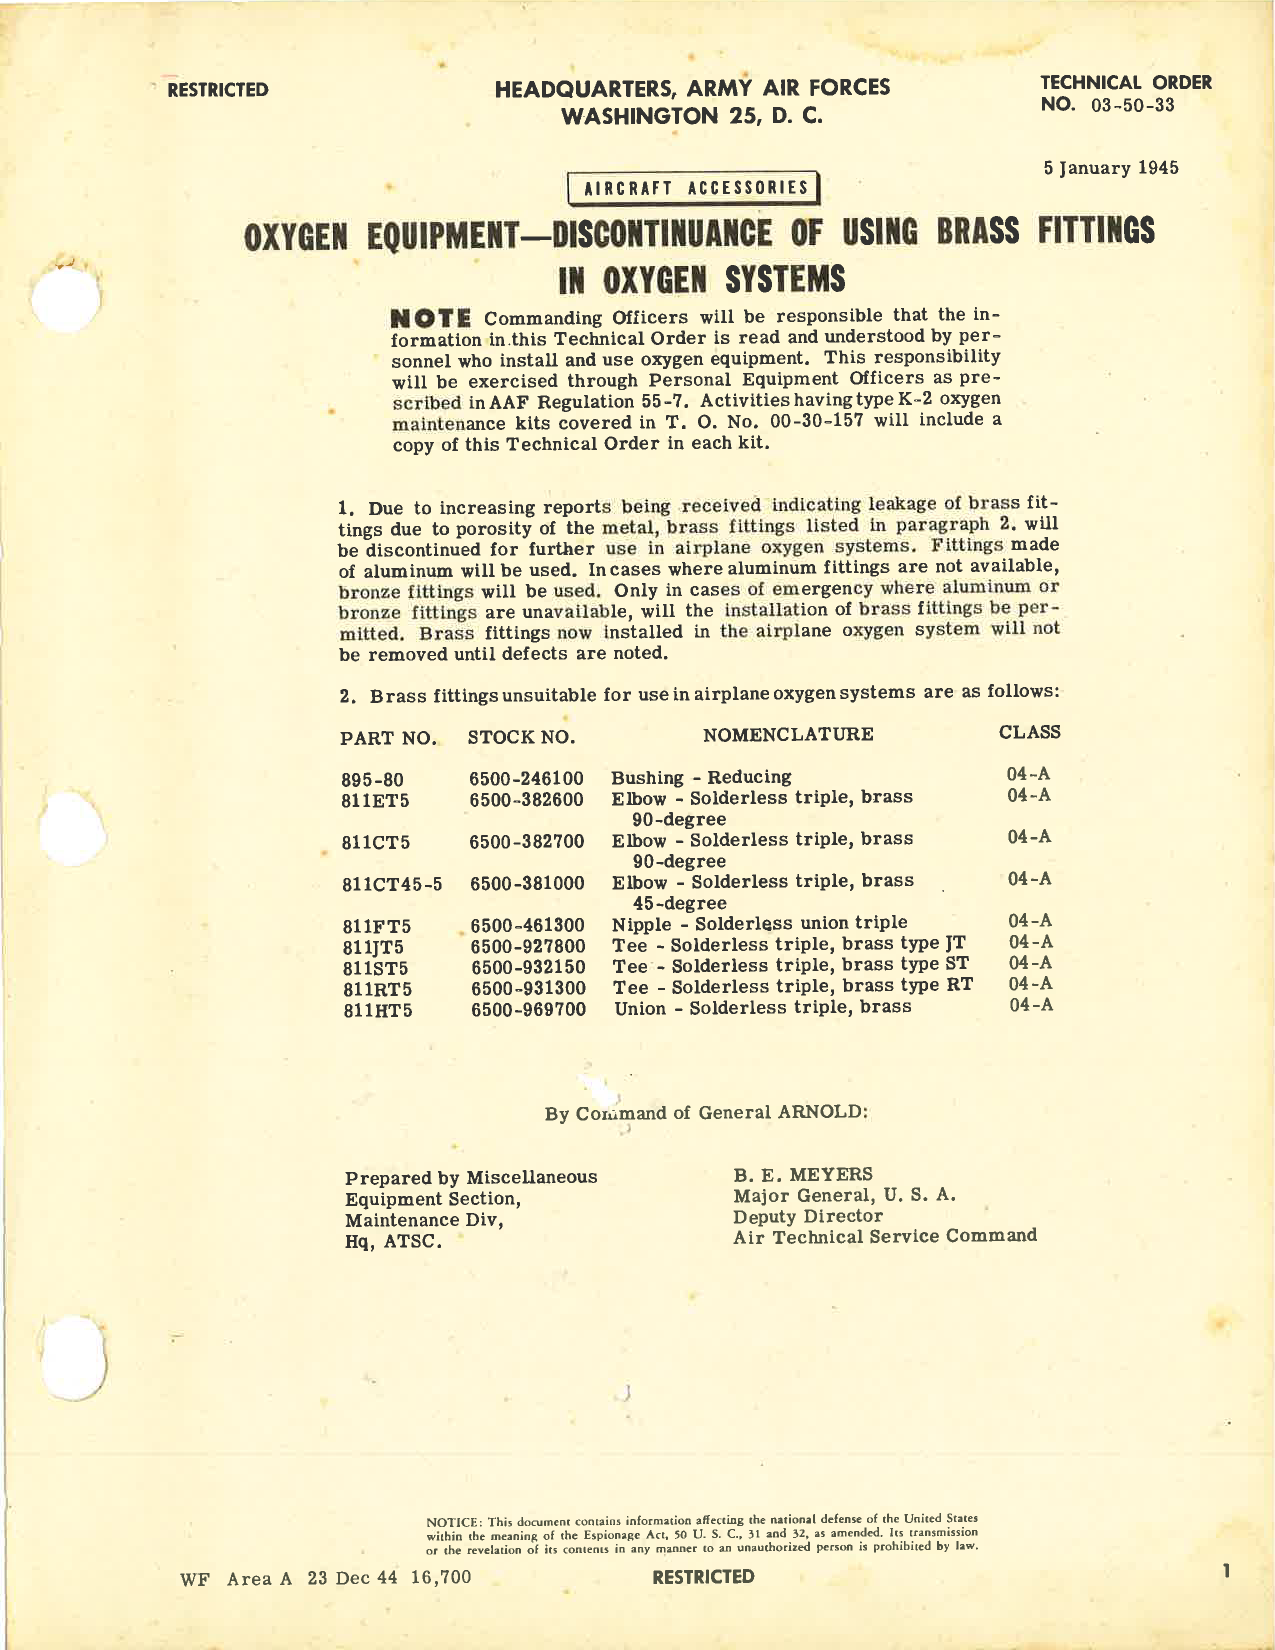 RESTRICTED
HEADQUARTERS, ARMY AIR FORCES
WASHINGTON 25, D. C.
TECHNICAL ORDER
NO. 03-50-33
5 January 1945
AIRCRAFT ACCESSORIES
OXYGEN EQUIPMENT—DISCONTINUANCE OF USING BRASS FITTINGS
IN OXYGEN SYSTEMS
NOTE Commanding Officers will be responsible that the in-
formation in this Technical Order is read and understood by per-
sonnel who install and use oxygen equipment. This responsibility
will be exercised through Personal Equipment Officers as pre-
scribed in AAF Regulation 55-7. Activities having type K-2 oxygen
maintenance kits covered in T. O. No. 00-30-157 will include a
copy of this Technical Order in each kit.
1. Due to increasing reports being received indicating leakage of brass fit-
tings due to porosity of the metal, brass fittings listed in paragraph 2. will
be discontinued for further use in airplane oxygen systems. Fittings made
of aluminum will be used. In cases where aluminum fittings are not available,
bronze fittings will be used. Only in cases of emergency where aluminum or
bronze fittings are unavailable, will the installation of brass fittings be per-
mitted. Brass fittings now installed in the airplane oxygen system will not
be removed until defects are noted.
2. Brass fittings unsuitable for use in airplane oxygen systems are as follows:
PART NO. STOCK NO. NOMENCLATURE CLASS
895-80 6500-246100 Bushing - Reducing 04-A
811ET5 6500-382600 Elbow - Solderless triple, brass 04-A
90-degree
811CT5 6500-382700 Elbow - Solderless triple, brass 04-A
90-degree
811CT45-5 6500-381000 Elbow - Solderless triple, brass 04-A
45-degree
811FT5 6500-461300 Nipple - Solderless union triple 04-A
811JT5 6500-927800 Tee - Solderless triple, brass type JT 04-A
811ST5 6500-932150 Tee - Solderless triple, brass type ST 04-A
811RT5 6500-931300 Tee - Solderless triple, brass type RT 04-A
811HT5 6500-969700 Union - Solderless triple, brass 04-A
By Command of General ARNOLD:
Prepared by Miscellaneous
Equipment Section,
Maintenance Div,
Hq, ATSC.
B. E. MEYERS
Major General, U. S. A.
Deputy Director
Air Technical Service Command
NOTICE: This document contains information affecting the national defense of the United States
within the meaning of the Espionage Act, 50 U. S. C., 31 and 32, as amended. Its transmission
or the revelation of its contents in any manner to an unauthorized person is prohibited by law.
WF Area A 23 Dec 44 16,700
RESTRICTED
1